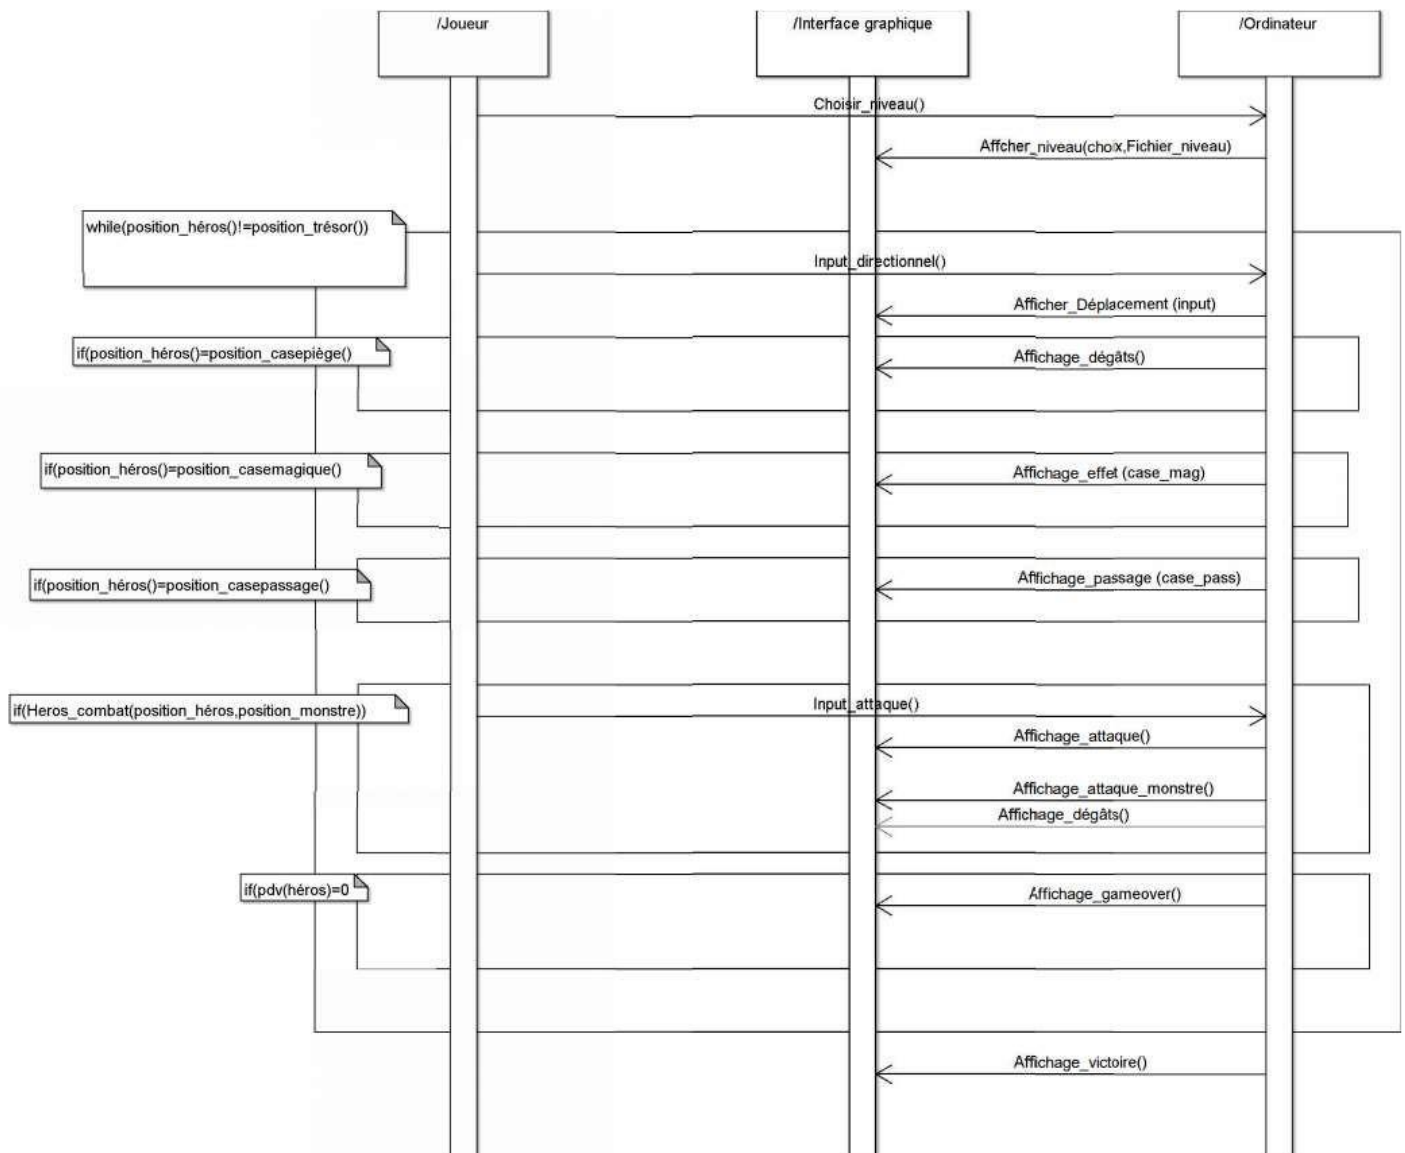 /Joueur
/Interface graphique
/Ordinateur
Choisir_niveau()
Affcher_niveau(choix,Fichier_niveau)
while(position_héros()!=position_trésor())
Input_directionnel()
Afficher_Déplacement (input)
if(position_héros()=position_casepiège()
Affichage_dégâts()
if(position_héros()=position_casemagique()
Affichage_effet (case_mag)
if(position_héros()=position_casepassage()
Affichage_passage (case_pass)
if(Heros_combat(position_héros,position_monstre))
Input_attaque()
Affichage_attaque()
Affichage_attaque_monstre()
Affichage_dégâts()
if(pdv(héros)=0
Affichage_gameover()
Affichage_victoire()